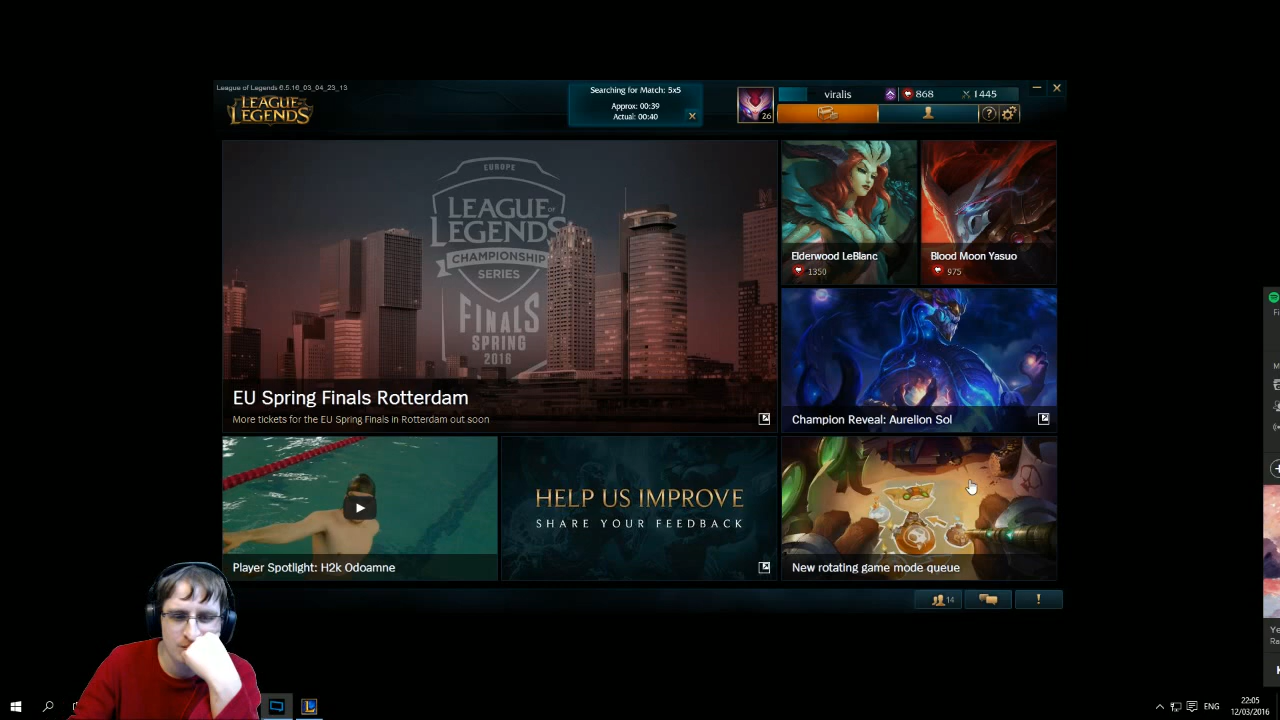 League of Legends 6.5.16_03_04_23_13
LEAGUE OF LEGENDS
Searching for Match: 5x5
Approx: 00:39
Actual: 00:40
26
viralis
868
1445
EUROPE
LEAGUE OF
LEGENDS
CHAMPIONSHIP
SERIES
FINALS
SPRING
2016
EU Spring Finals Rotterdam
More tickets for the EU Spring Finals in Rotterdam out soon
Elderwood LeBlanc
1350
Blood Moon Yasuo
975
Champion Reveal: Aurelion Sol
Player Spotlight: H2k Odoamne
HELP US IMPROVE
SHARE YOUR FEEDBACK
New rotating game mode queue
14
ENG
22:05
12/03/2016